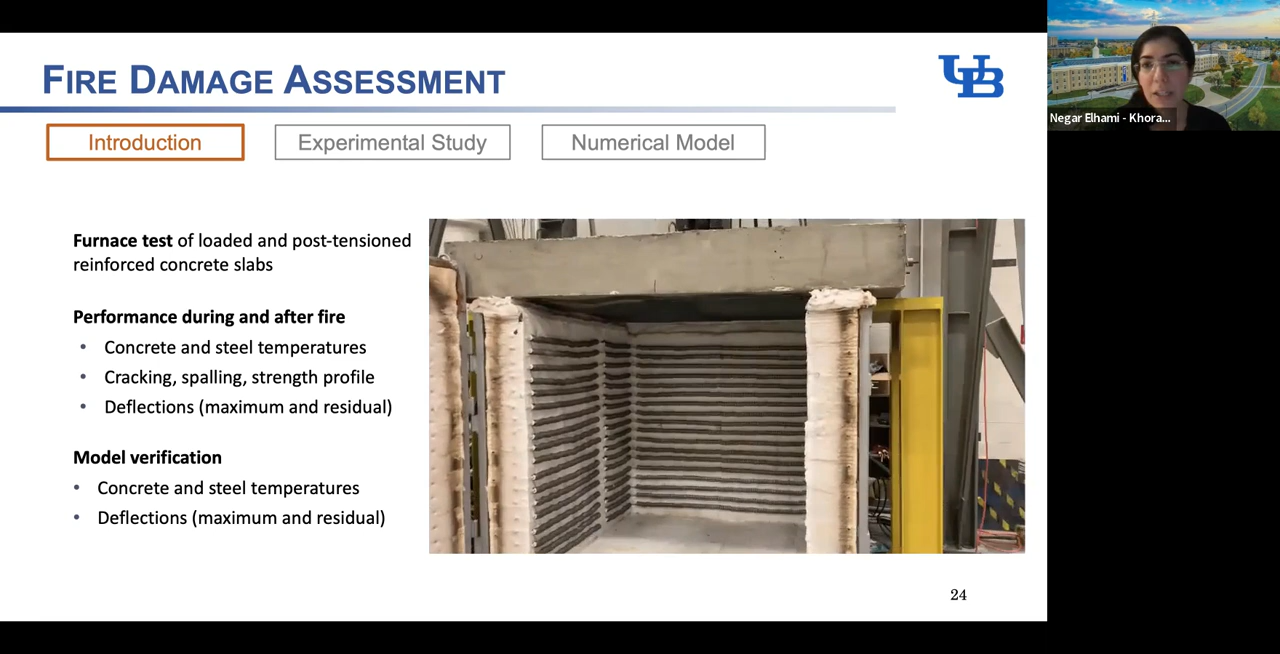 FIRE DAMAGE ASSESSMENT
UB
Introduction
Experimental Study
Numerical Model
Furnace test of loaded and post-tensioned
reinforced concrete slabs
Performance during and after fire
• Concrete and steel temperatures
• Cracking, spalling, strength profile
• Deflections (maximum and residual)
Model verification
• Concrete and steel temperatures
• Deflections (maximum and residual)
24
Negar Elhami - Khora...